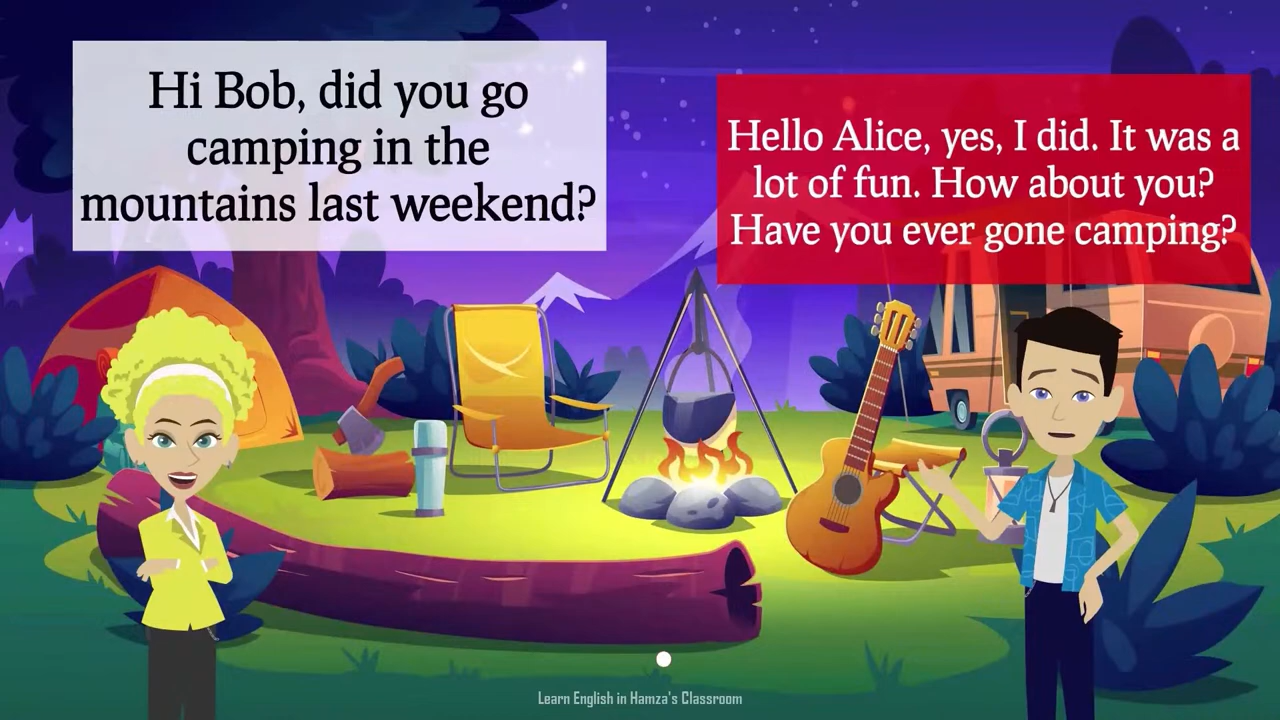 Hi Bob, did you go
camping in the
mountains last weekend?
Hello Alice, yes, I did. It was a
lot of fun. How about you?
Have you ever gone camping?
Learn English in Hamza's Classroom